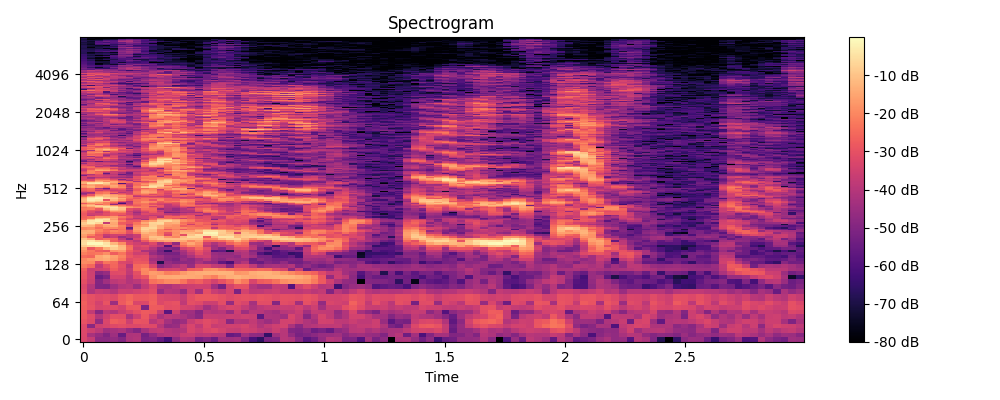 Spectrogram
Hz
4096
2048
1024
512
256
128
64
0
0
0.5
1
1.5
2
2.5
Time
-10 dB
-20 dB
-30 dB
-40 dB
-50 dB
-60 dB
-70 dB
-80 dB